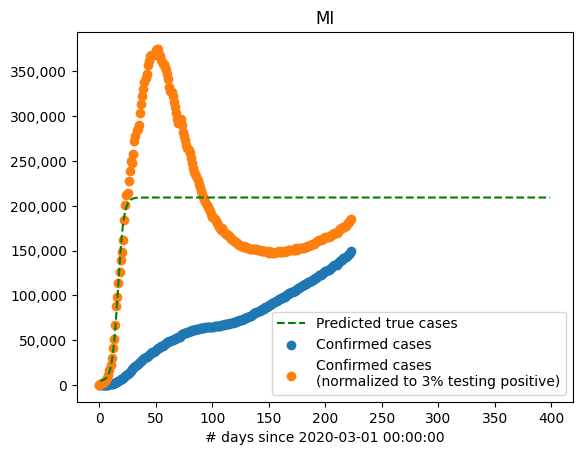 MI
350,000
300,000
250,000
200,000
150,000
100,000
50,000
0
Predicted true cases
Confirmed cases
Confirmed cases
(normalized to 3% testing positive)
0 50 100 150 200 250 300 350 400
# days since 2020-03-01 00:00:00